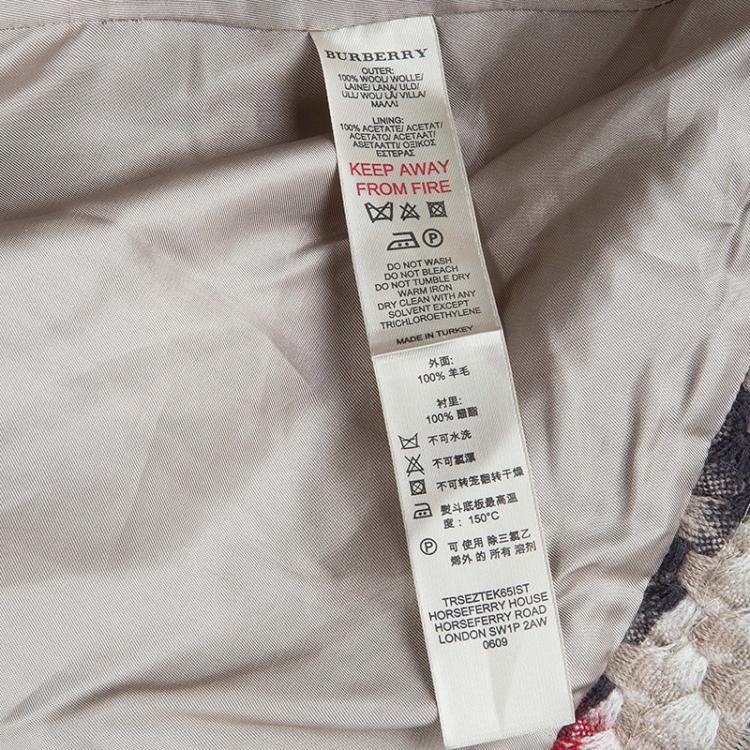 BURBERRY
OUTER:
100% WOOL/ WOLLE/
LAINE/ LANA/ ULD/
ULL/ WOL/ LÃ/ VILLA/
ΜΑΛΛΙ
LINING:
100% ACETATE/ ACETAT/
ACETATO/ ACETAAT/
ASETAATTI/ ΟΞΙΚΟΣ
ΕΣΤΕΡΑΣ
KEEP AWAY
FROM FIRE
P
DO NOT WASH
DO NOT BLEACH
DO NOT TUMBLE DRY
WARM IRON
DRY CLEAN WITH ANY
SOLVENT EXCEPT
TRICHLOROETHYLENE
MADE IN TURKEY
外面:
100% 羊毛
衬里:
100% 醋酯
不可水洗
不可氯漂
不可转笼翻转干燥
熨斗底板最高温
度: 150°C
P 可 使用 除三氯乙
烯外 的 所有 溶剂
TRSEZTEK65IST
HORSEFERRY HOUSE
HORSEFERRY ROAD
LONDON SW1P 2AW
0609